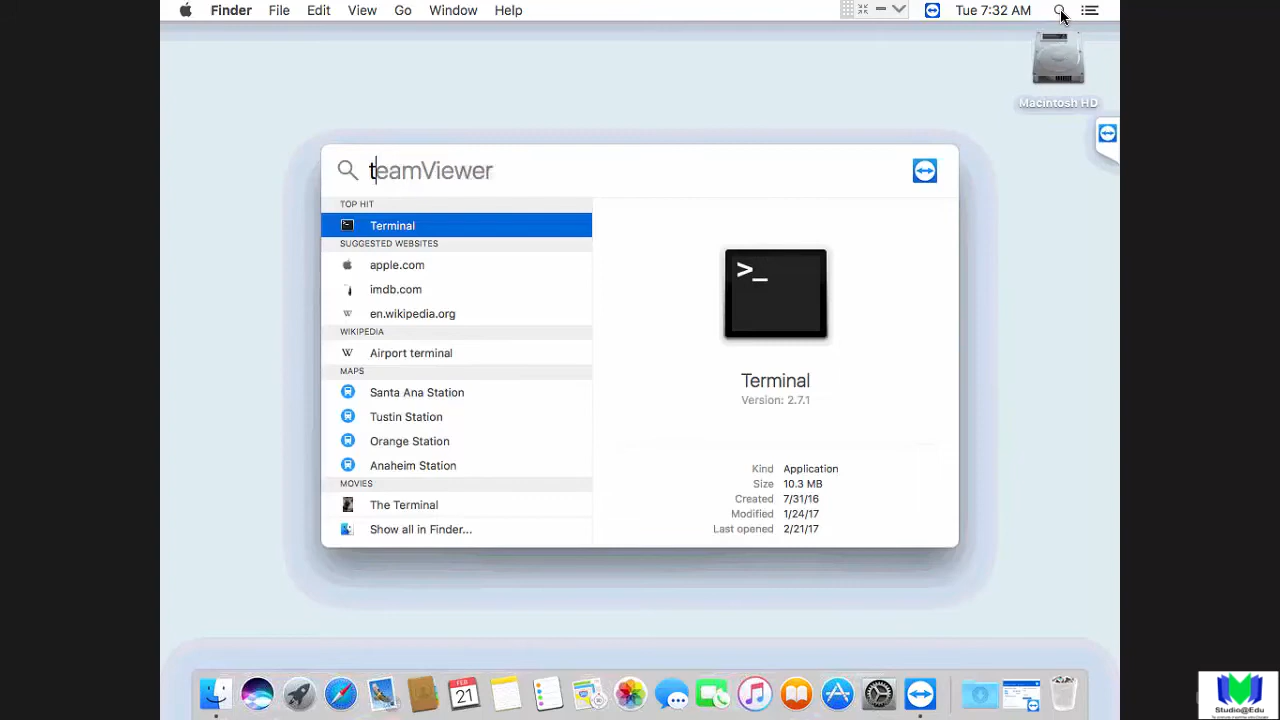 Finder File Edit View Go Window Help Tue 7:32 AM
Macintosh HD
teamViewer
TOP HIT
Terminal
SUGGESTED WEBSITES
apple.com
imdb.com
en.wikipedia.org
WIKIPEDIA
Airport terminal
MAPS
Santa Ana Station
Tustin Station
Orange Station
Anaheim Station
MOVIES
The Terminal
Show all in Finder...
>_
Terminal
Version: 2.7.1
Kind Application
Size 10.3 MB
Created 7/31/16
Modified 1/24/17
Last opened 2/21/17
FEB
21
Studio@Edu